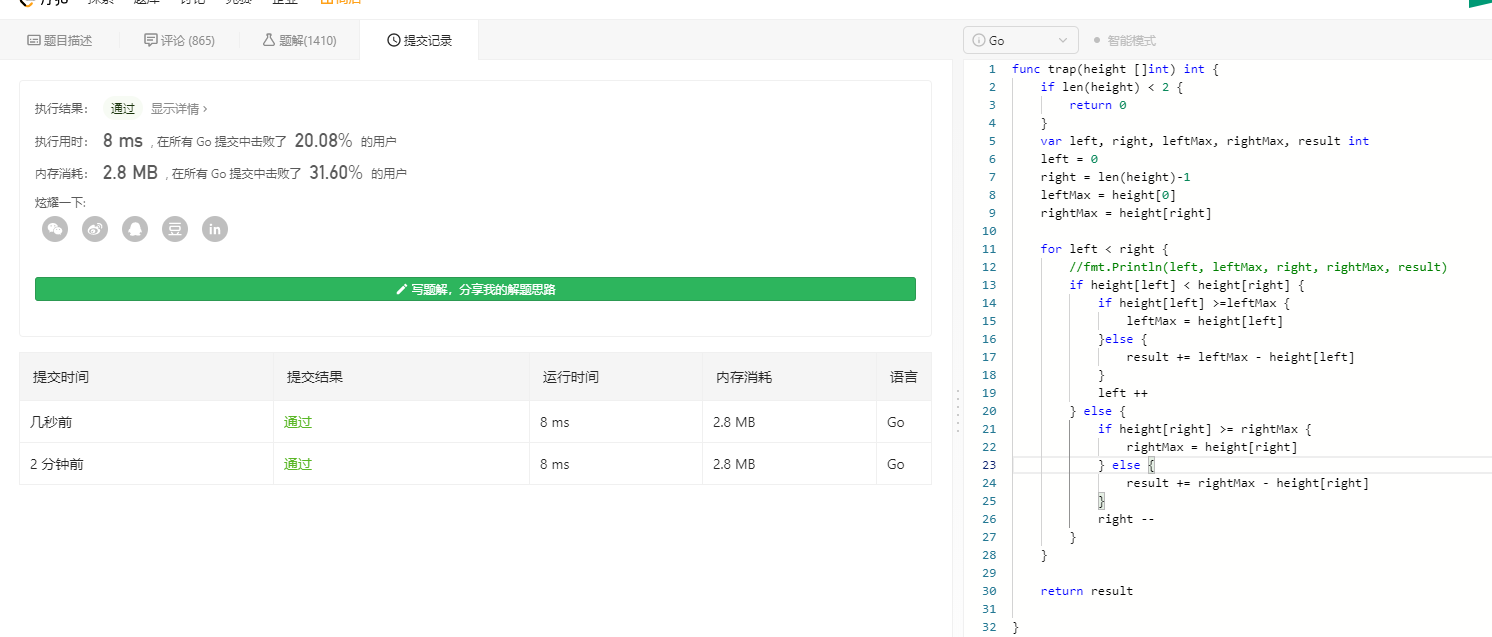 题目描述
评论 (865)
题解(1410)
提交记录
执行结果： 通过 显示详情 ›
执行用时： 8 ms , 在所有 Go 提交中击败了 20.08% 的用户
内存消耗： 2.8 MB , 在所有 Go 提交中击败了 31.60% 的用户
炫耀一下:
in
写题解，分享我的解题思路
提交时间 提交结果 运行时间 内存消耗 语言
几秒前 通过 8 ms 2.8 MB Go
2 分钟前 通过 8 ms 2.8 MB Go
Go
智能模式
1 func trap(height []int) int {
2 if len(height) < 2 {
3 return 0
4 }
5 var left, right, leftMax, rightMax, result int
6 left = 0
7 right = len(height)-1
8 leftMax = height[0]
9 rightMax = height[right]
10
11 for left < right {
12 //fmt.Println(left, leftMax, right, rightMax, result)
13 if height[left] < height[right] {
14 if height[left] >=leftMax {
15 leftMax = height[left]
16 }else {
17 result += leftMax - height[left]
18 }
19 left ++
20 } else {
21 if height[right] >= rightMax {
22 rightMax = height[right]
23 } else {
24 result += rightMax - height[right]
25 }
26 right --
27 }
28 }
29
30 return result
31
32 }